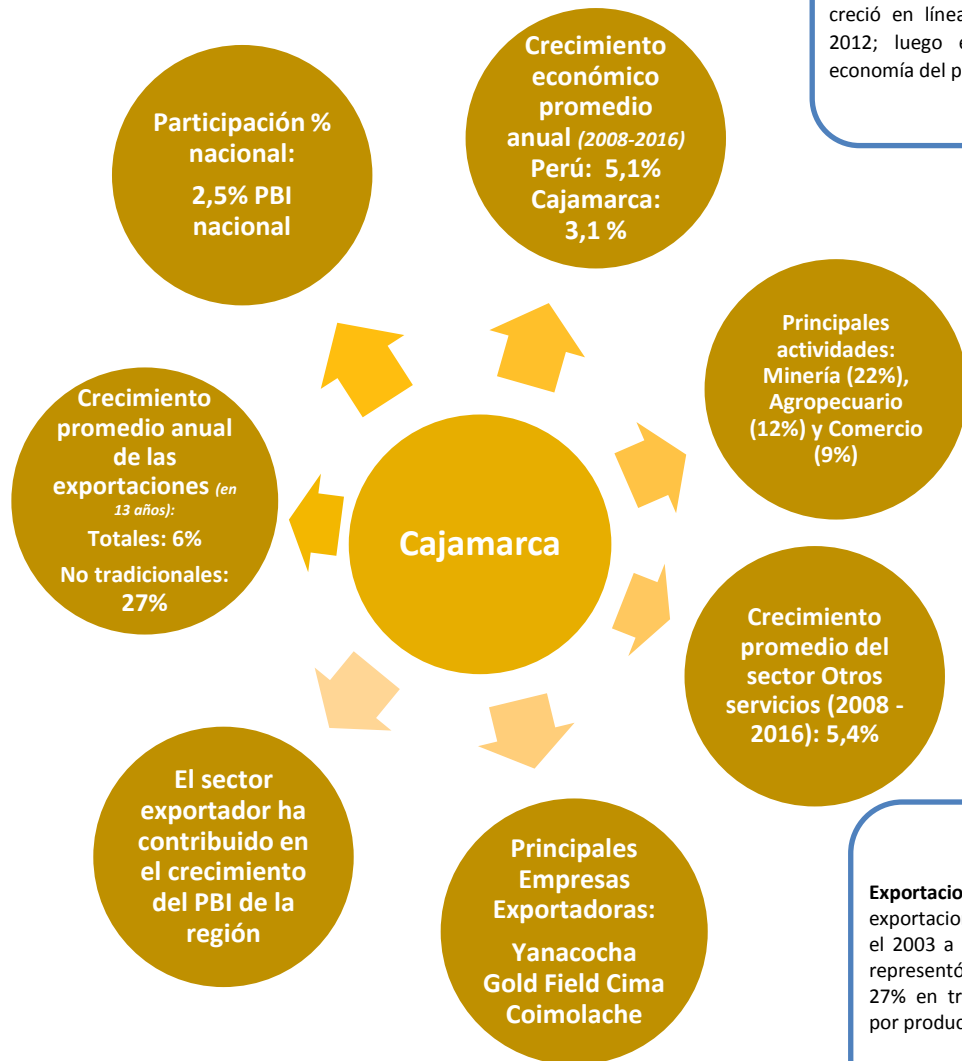 creció en línea
2012; luego e
economía del p
Crecimiento
económico
promedio
anual (2008-2016)
Perú: 5,1%
Cajamarca:
3,1 %
Participación %
nacional:
2,5% PBI
nacional
Principales
actividades:
Minería (22%),
Agropecuario
(12%) y Comercio
(9%)
Crecimiento
promedio anual
de las
exportaciones (en
13 años):
Totales: 6%
No tradicionales:
27%
Cajamarca
Crecimiento
promedio del
sector Otros
servicios (2008 -
2016): 5,4%
El sector
exportador ha
contribuido en
el crecimiento
del PBI de la
región
Principales
Empresas
Exportadoras:
Yanacocha
Gold Field Cima
Coimolache
Exportacio
exportacio
el 2003 a
representó
27% en tr
por produc